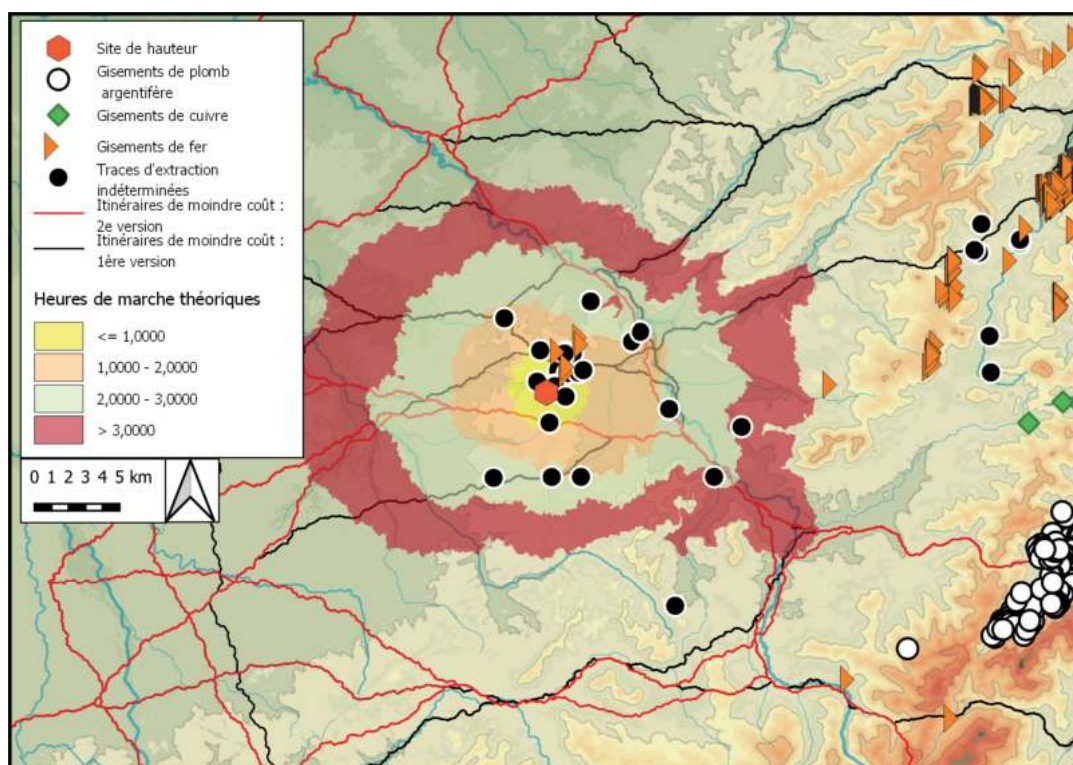 Site de hauteur
Gisements de plomb
argentifère
Gisements de cuivre
Gisements de fer
Traces d'extraction
indéterminées
Itinéraires de moindre coût :
2e version
Itinéraires de moindre coût :
1ère version
Heures de marche théoriques
<= 1,0000
1,0000 - 2,0000
2,0000 - 3,0000
> 3,0000
0 1 2 3 4 5 km